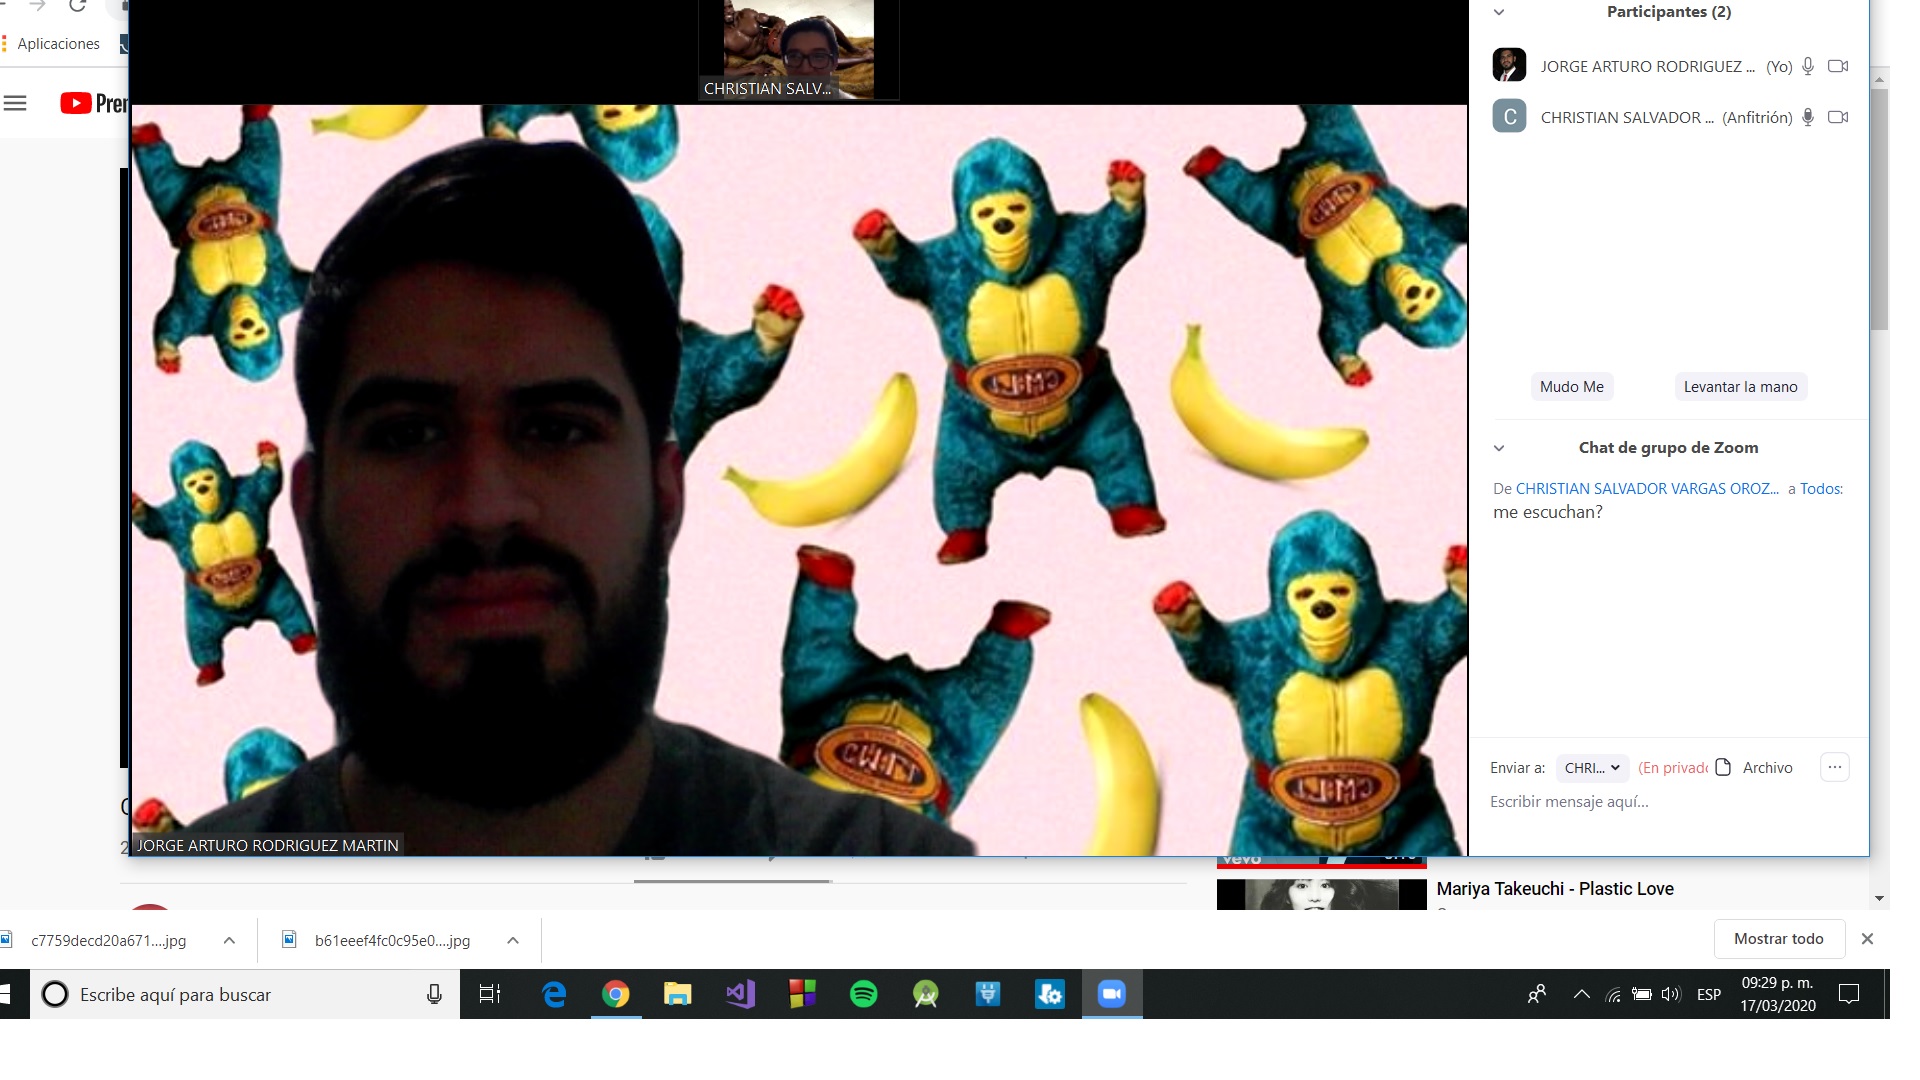 Aplicaciones
Participantes (2)
JORGE ARTURO RODRIGUEZ ... (Yo)
CHRISTIAN SALVADOR ... (Anfitrión)
CHRISTIAN SALV...
JORGE ARTURO RODRIGUEZ MARTIN
Mudo Me
Levantar la mano
Chat de grupo de Zoom
De CHRISTIAN SALVADOR VARGAS OROZ... a Todos:
me escuchan?
Enviar a: CHRI... (En privado Archivo ...
Escribir mensaje aquí...
vevo
Mariya Takeuchi - Plastic Love
c7759decd20a671....jpg
b61eeef4fc0c95e0....jpg
Mostrar todo
Escribe aquí para buscar
ESP
09:29 p. m.
17/03/2020